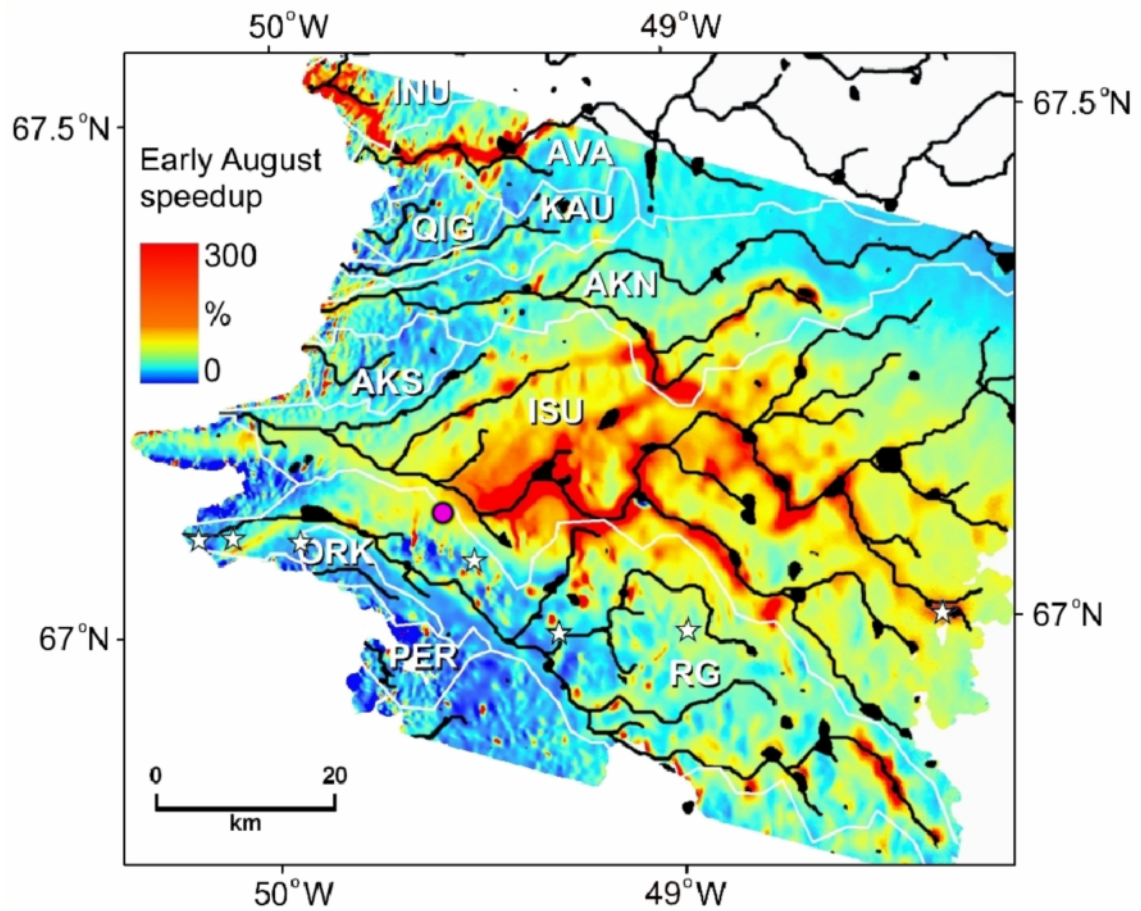 50°W 49°W
INU
67.5°N 67.5°N
Early August
speedup
AVA
KAU
QIG
300
%
0
AKN
AKS
ISU
ORK
67°N 67°N
PER
RG
0 20
km
50°W 49°W